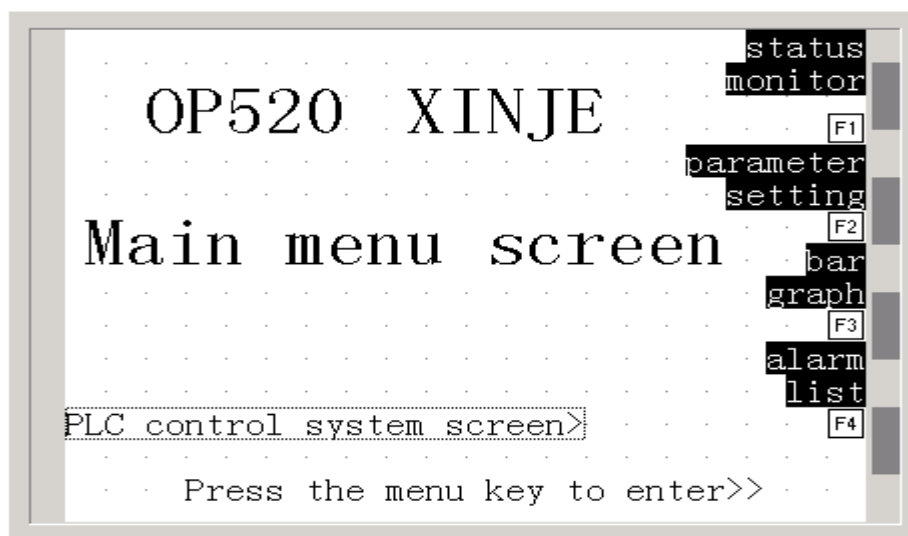 OP520 XINJE
Main menu screen
PLC control system screen>
Press the menu key to enter>>
status
monitor
F1
parameter
setting
F2
bar
graph
F3
alarm
list
F4